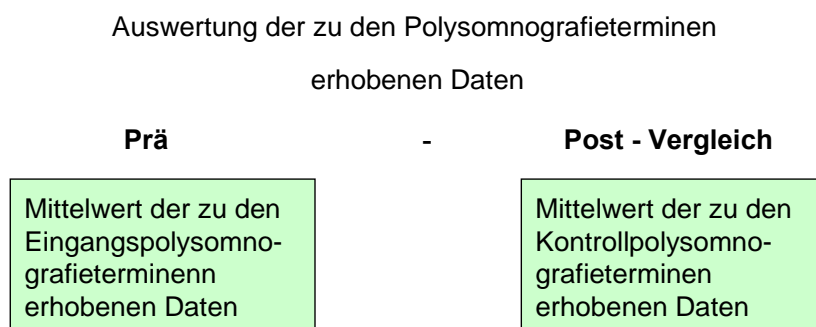 Auswertung der zu den Polysomnografieterminen
erhobenen Daten
Prä - Post - Vergleich
Mittelwert der zu den
Eingangspolysomno-
grafieterminenn
erhobenen Daten
Mittelwert der zu den
Kontrollpolysomno-
grafieterminen
erhobenen Daten